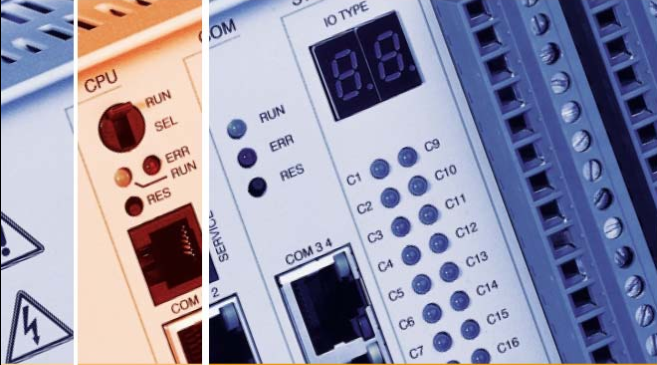 CPU
RUN
SEL
ERR
RUN
RES
COM
SERVICE
2
RUN
ERR
RES
COM 3 4
IO TYPE
88
C1 C9
C2 C10
C3 C11
C4 C12
C5 C13
C6 C14
C7 C15
C16